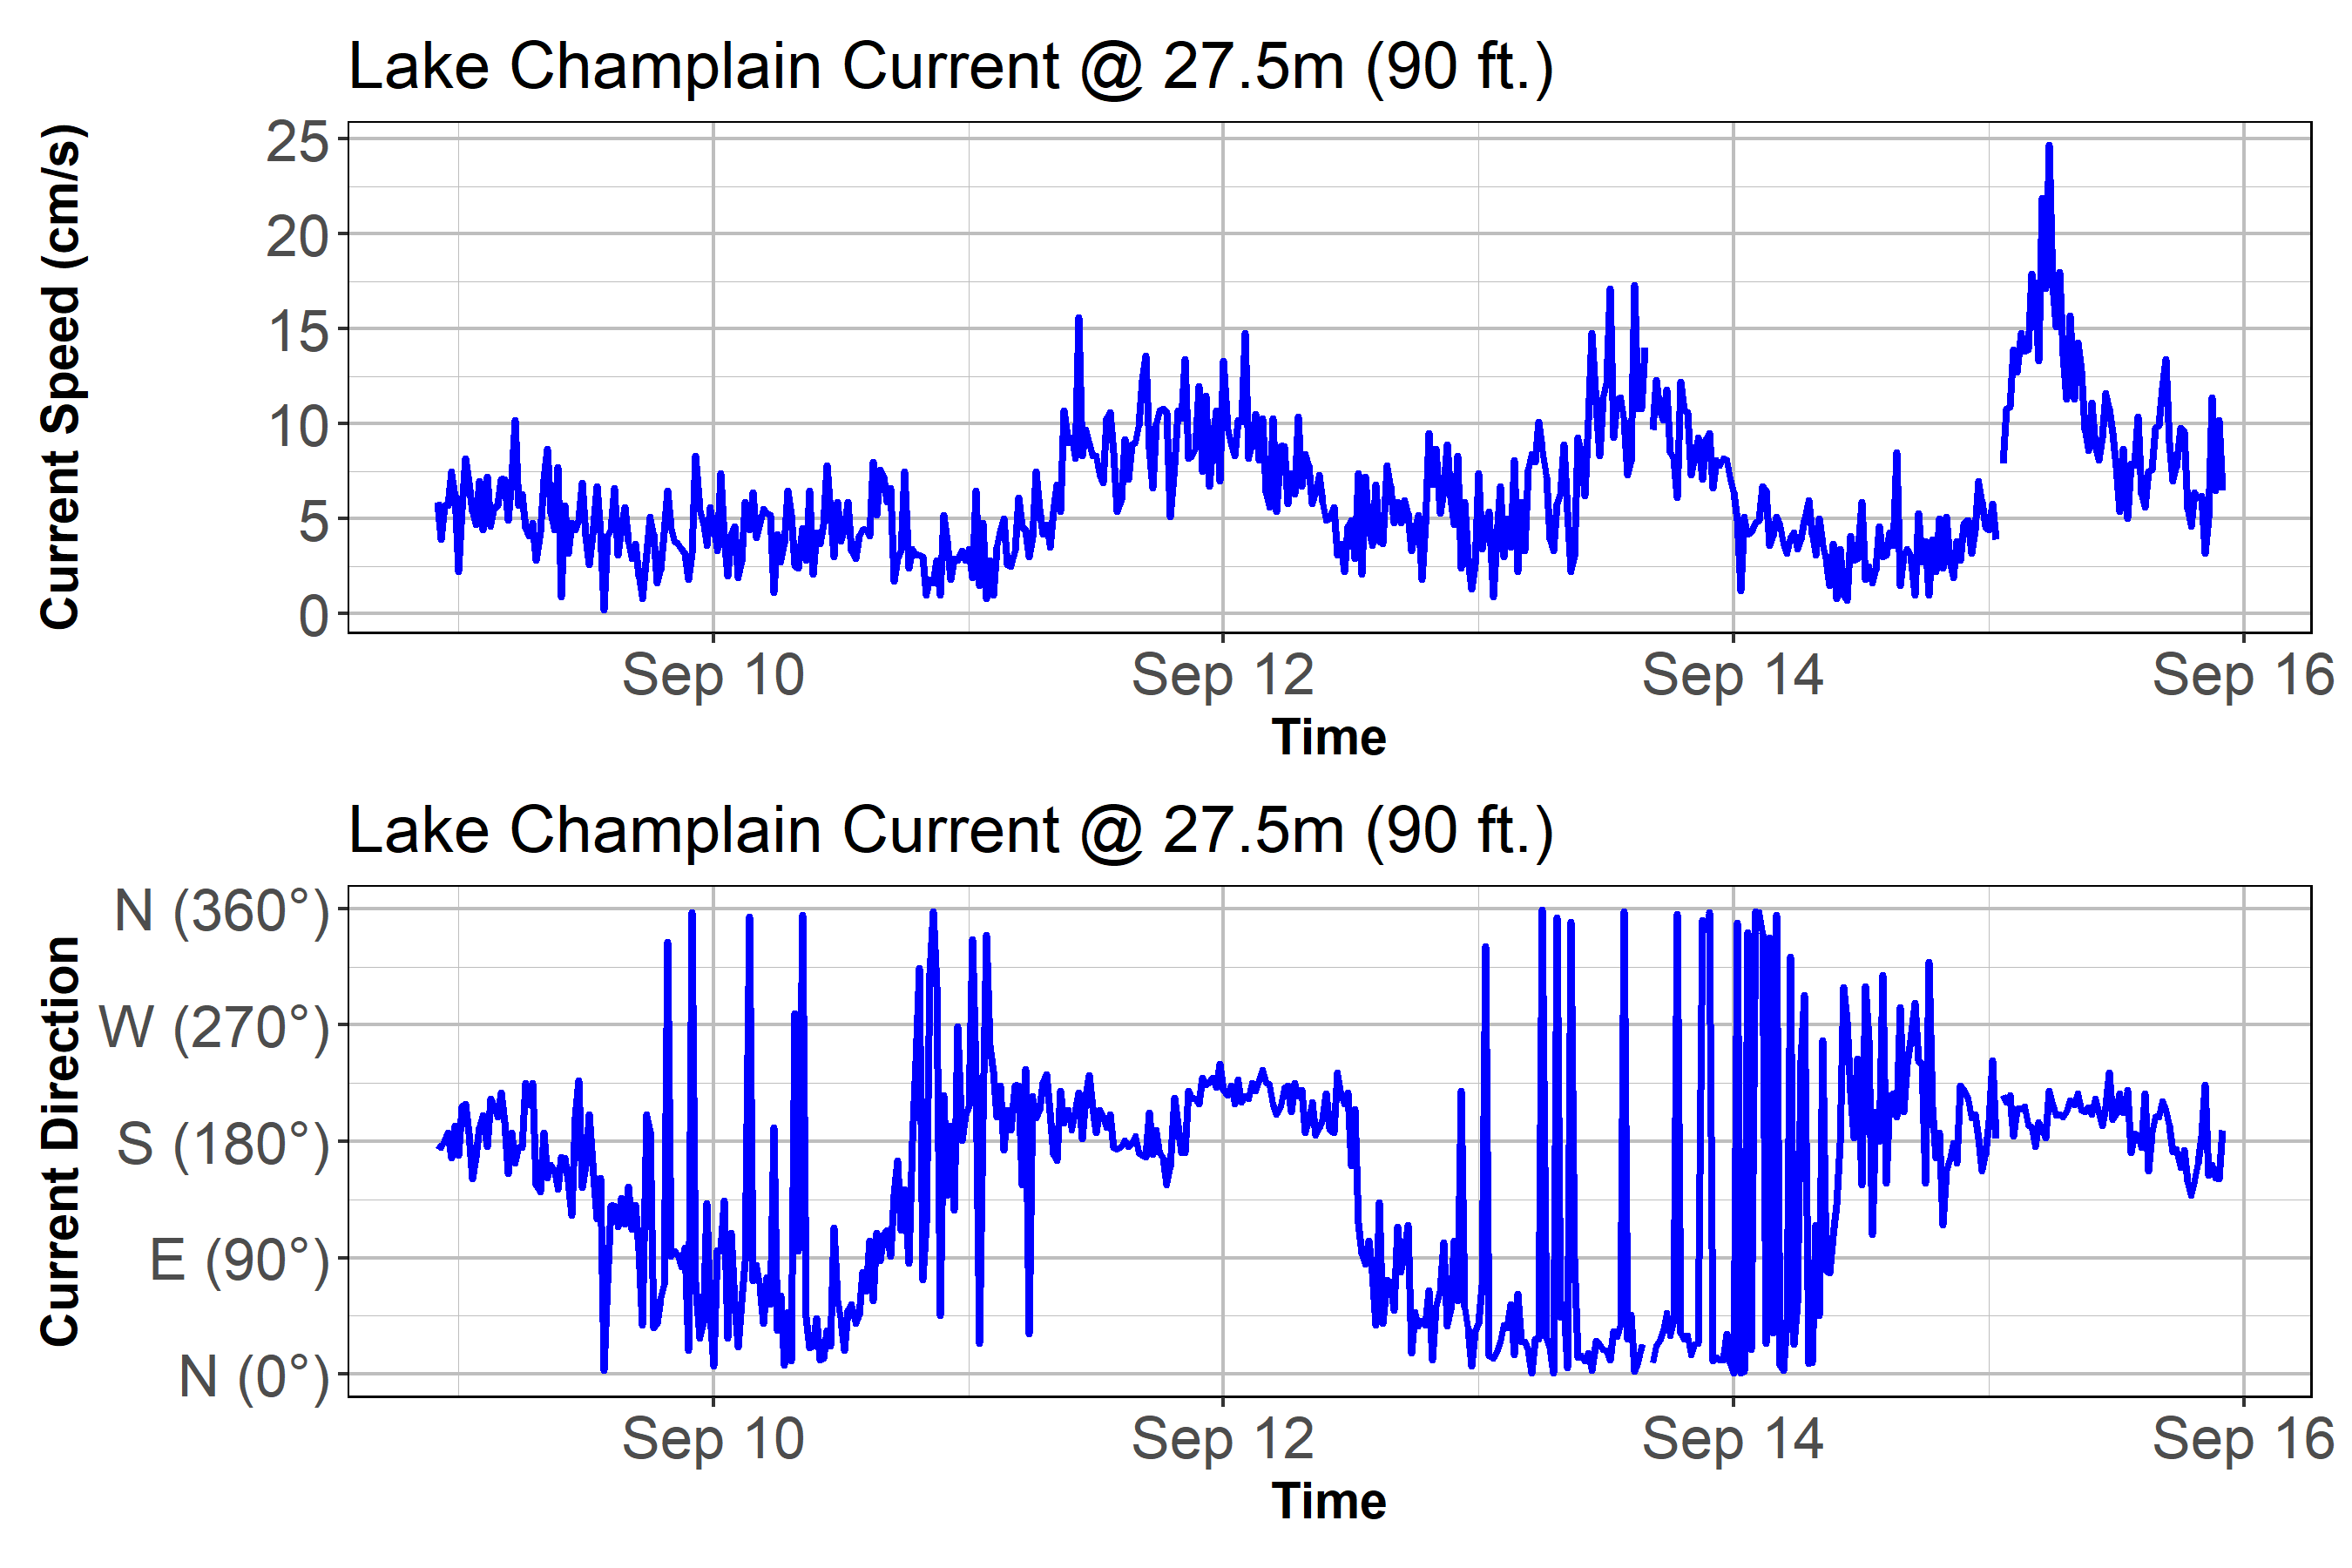 Lake Champlain Current @ 27.5m (90 ft.)
Current Speed (cm/s)
25
20
15
10
5
0
Sep 10 Sep 12 Sep 14 Sep 16
Time
Lake Champlain Current @ 27.5m (90 ft.)
Current Direction
N (360°)
W (270°)
S (180°)
E (90°)
N (0°)
Sep 10 Sep 12 Sep 14 Sep 16
Time